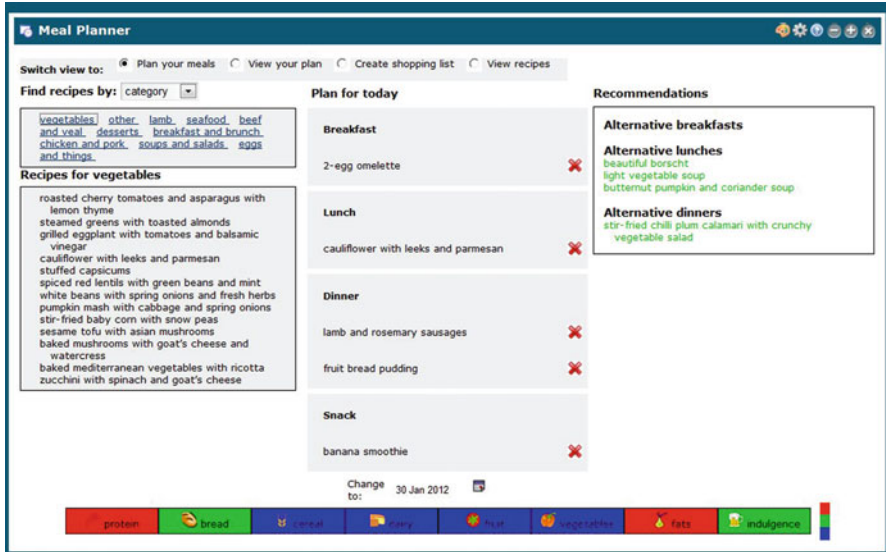 Meal Planner
Switch view to: Plan your meals View your plan Create shopping list View recipes
Find recipes by: category
vegetables other lamb seafood beef
and veal desserts breakfast and brunch
chicken and pork soups and salads eggs
and things
Recipes for vegetables
roasted cherry tomatoes and asparagus with
lemon thyme
steamed greens with toasted almonds
grilled eggplant with tomatoes and balsamic
vinegar
cauliflower with leeks and parmesan
stuffed capsicums
spiced red lentils with green beans and mint
white beans with spring onions and fresh herbs
pumpkin mash with cabbage and spring onions
stir-fried baby corn with snow peas
sesame tofu with asian mushrooms
baked mushrooms with goat's cheese and
watercress
baked mediterranean vegetables with ricotta
zucchini with spinach and goat's cheese
Plan for today
Breakfast
2-egg omelette
Lunch
cauliflower with leeks and parmesan
Dinner
lamb and rosemary sausages
fruit bread pudding
Snack
banana smoothie
Change
to:
30 Jan 2012
Recommendations
Alternative breakfasts
Alternative lunches
beautiful borscht
light vegetable soup
butternut pumpkin and coriander soup
Alternative dinners
stir-fried chilli plum calamari with crunchy
vegetable salad
protein bread cereal dairy fruit vegetables fats indulgence